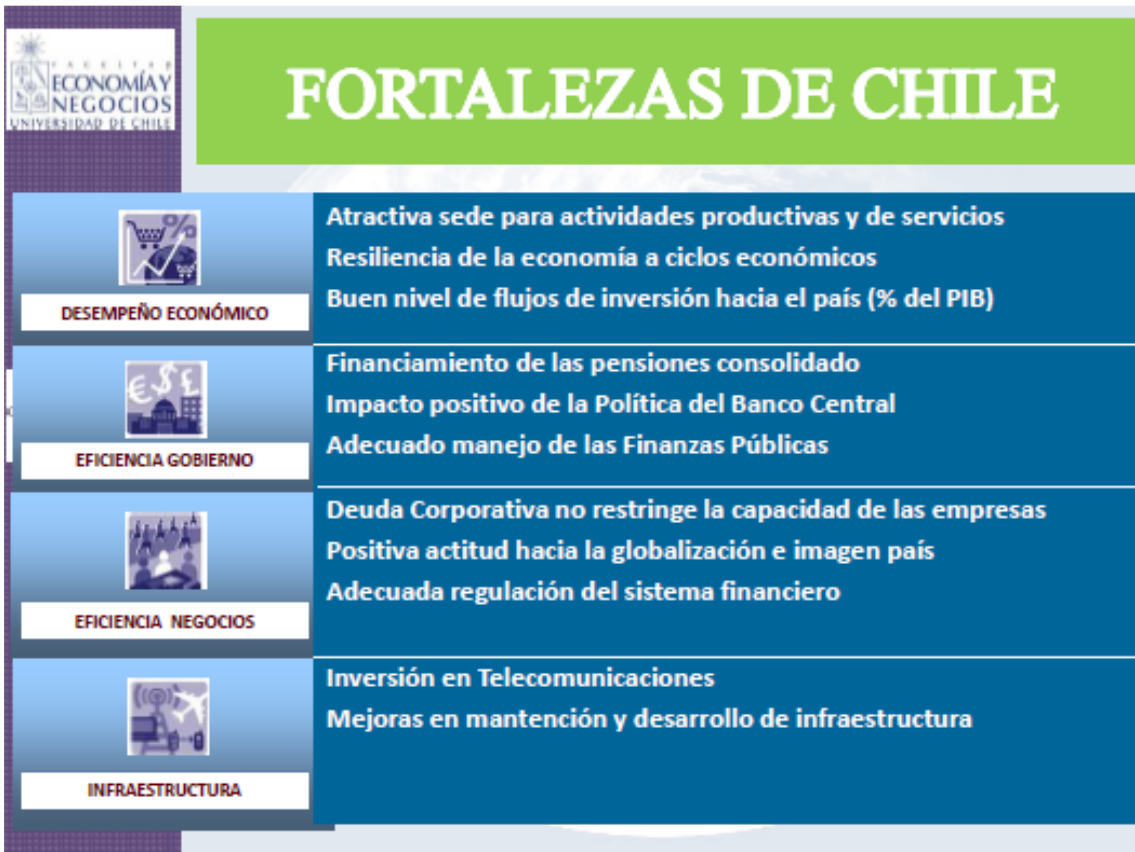 FACULTAD
ECONOMÍA Y
NEGOCIOS
UNIVERSIDAD DE CHILE
FORTALEZAS DE CHILE
DESEMPEÑO ECONÓMICO
Atractiva sede para actividades productivas y de servicios
Resiliencia de la economía a ciclos económicos
Buen nivel de flujos de inversión hacia el país (% del PIB)
EFICIENCIA GOBIERNO
Financiamiento de las pensiones consolidado
Impacto positivo de la Política del Banco Central
Adecuado manejo de las Finanzas Públicas
EFICIENCIA NEGOCIOS
Deuda Corporativa no restringe la capacidad de las empresas
Positiva actitud hacia la globalización e imagen país
Adecuada regulación del sistema financiero
INFRAESTRUCTURA
Inversión en Telecomunicaciones
Mejoras en mantención y desarrollo de infraestructura